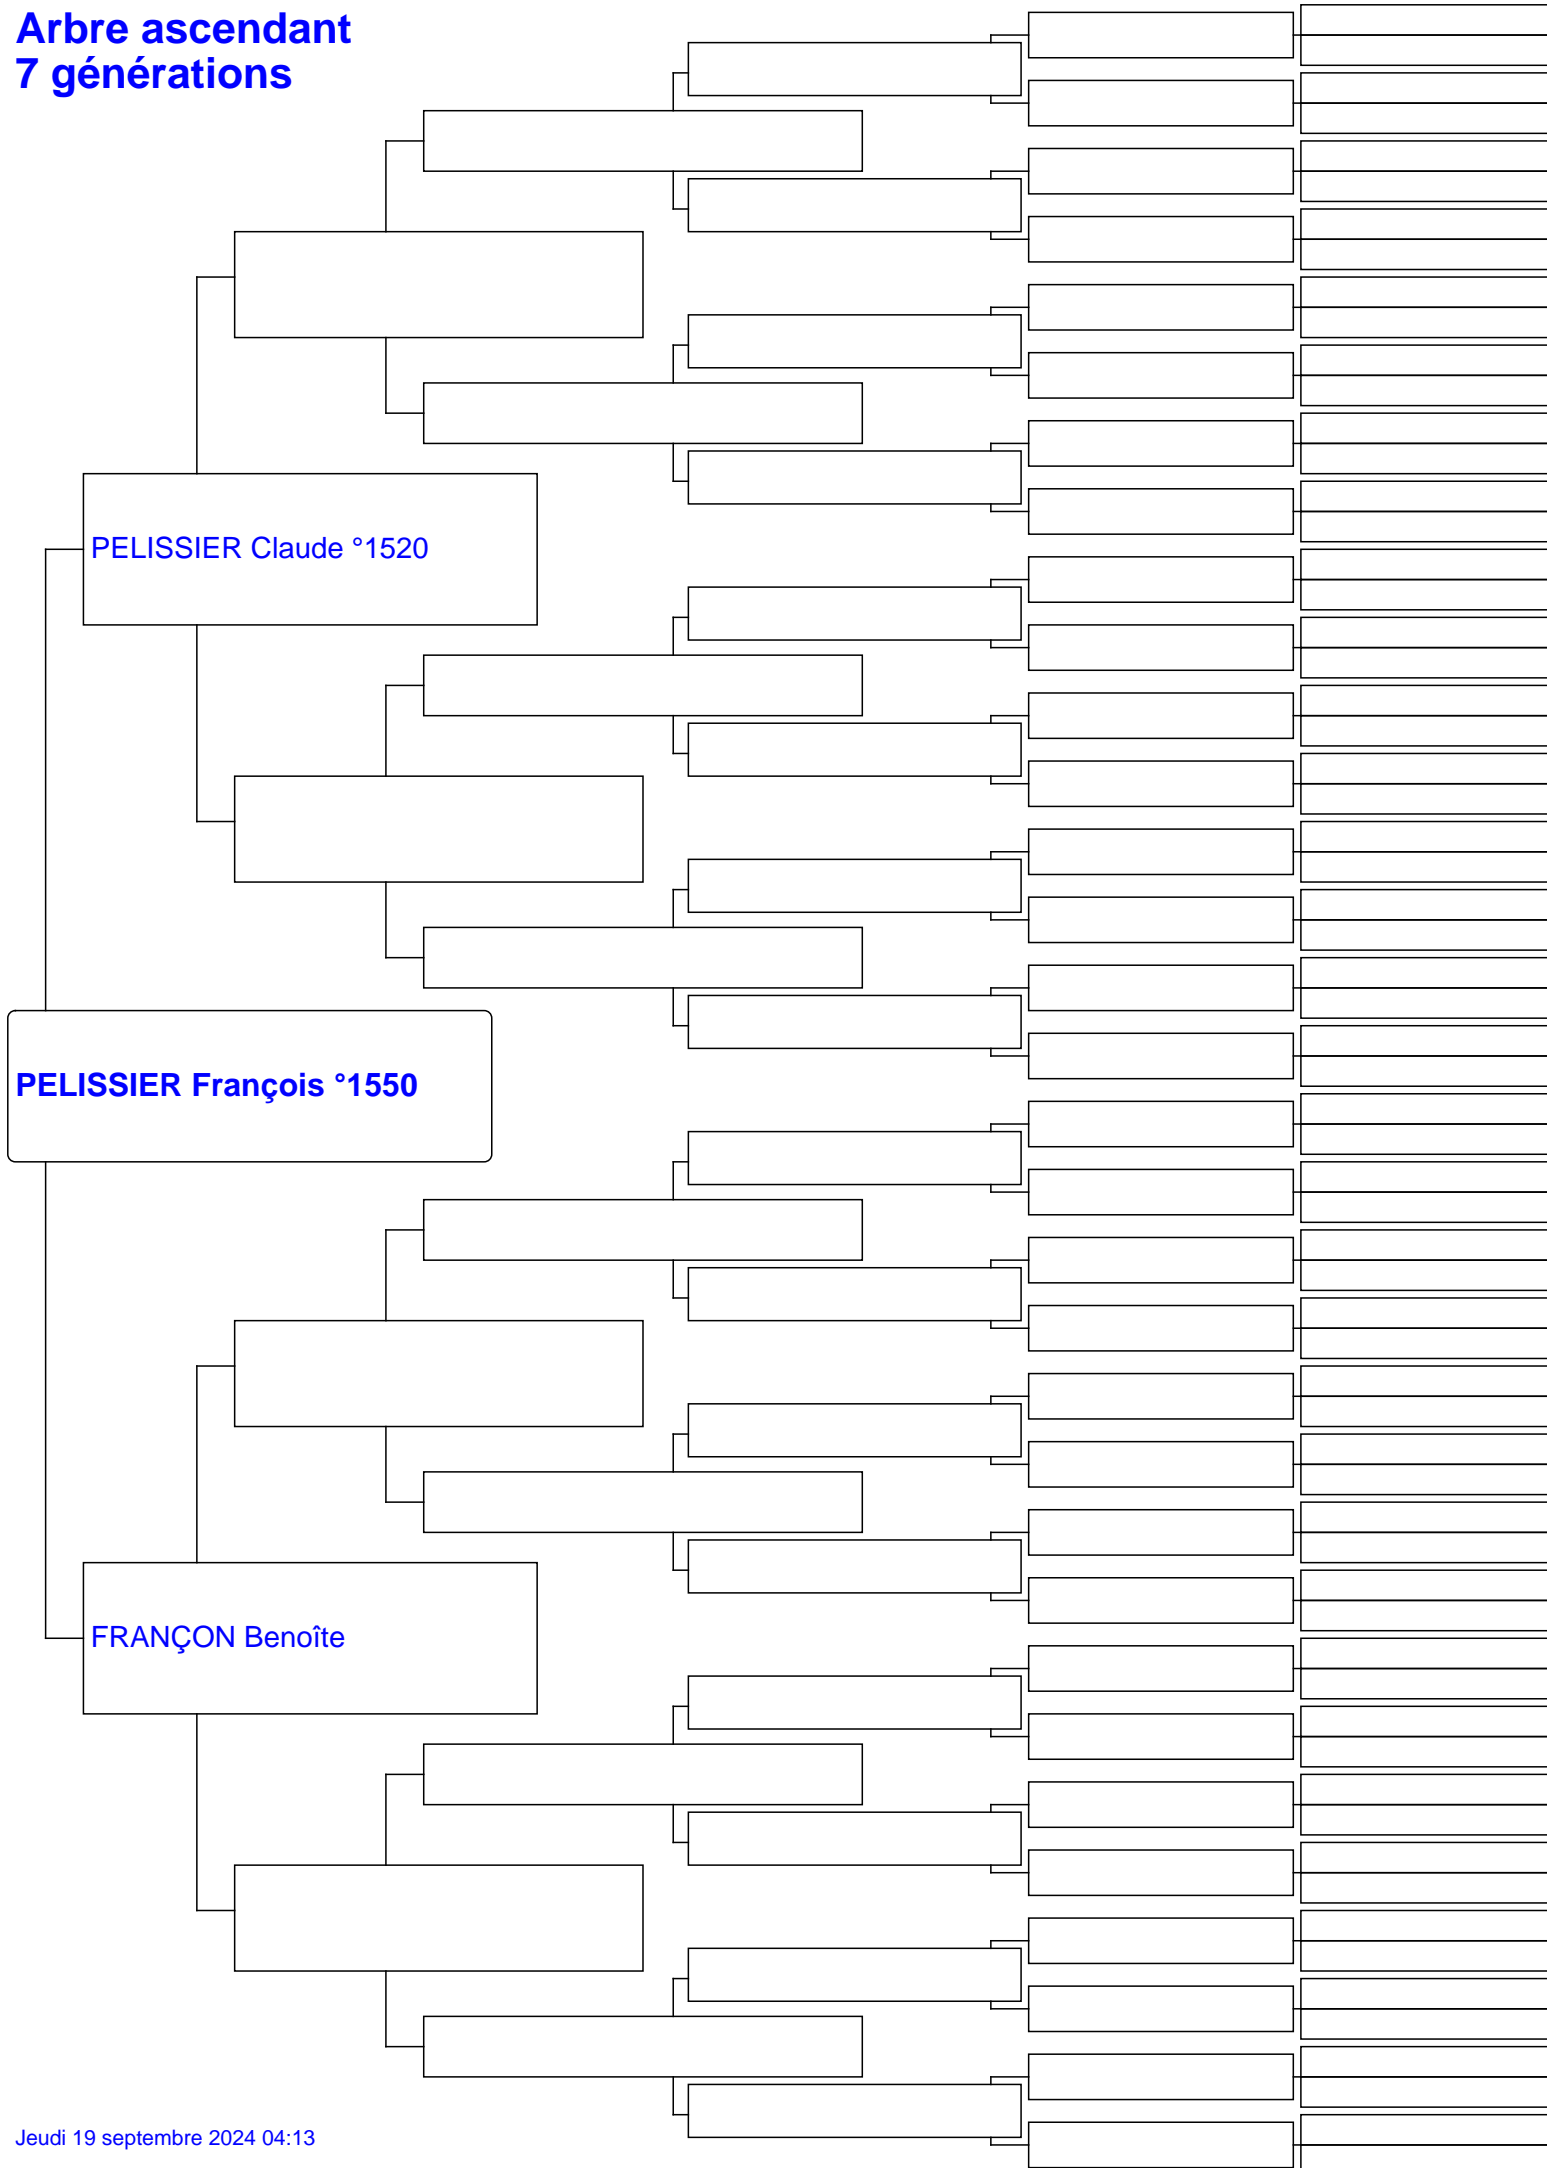 Arbre ascendant
7 générations
PELISSIER Claude °1520
PELISSIER François °1550
FRANÇON Benoîte
Jeudi 19 septembre 2024 04:13